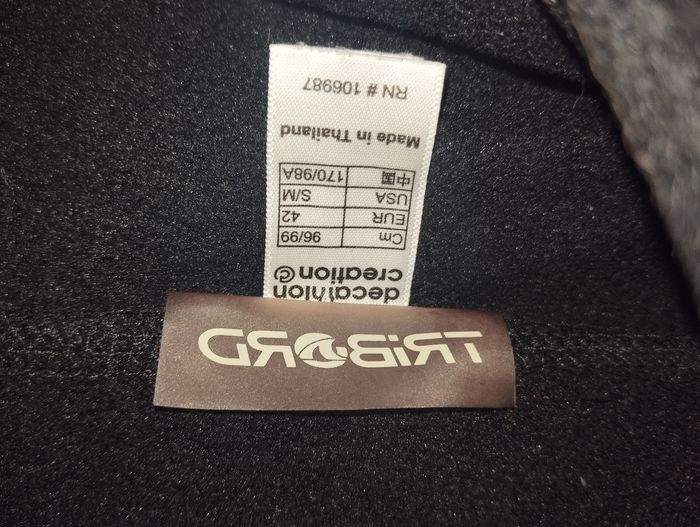 TRiBORD
decathlon
creation ©
Cm 96/99
EUR 42
USA S/M
中国 170/98A
Made in Thailand
RN # 106987